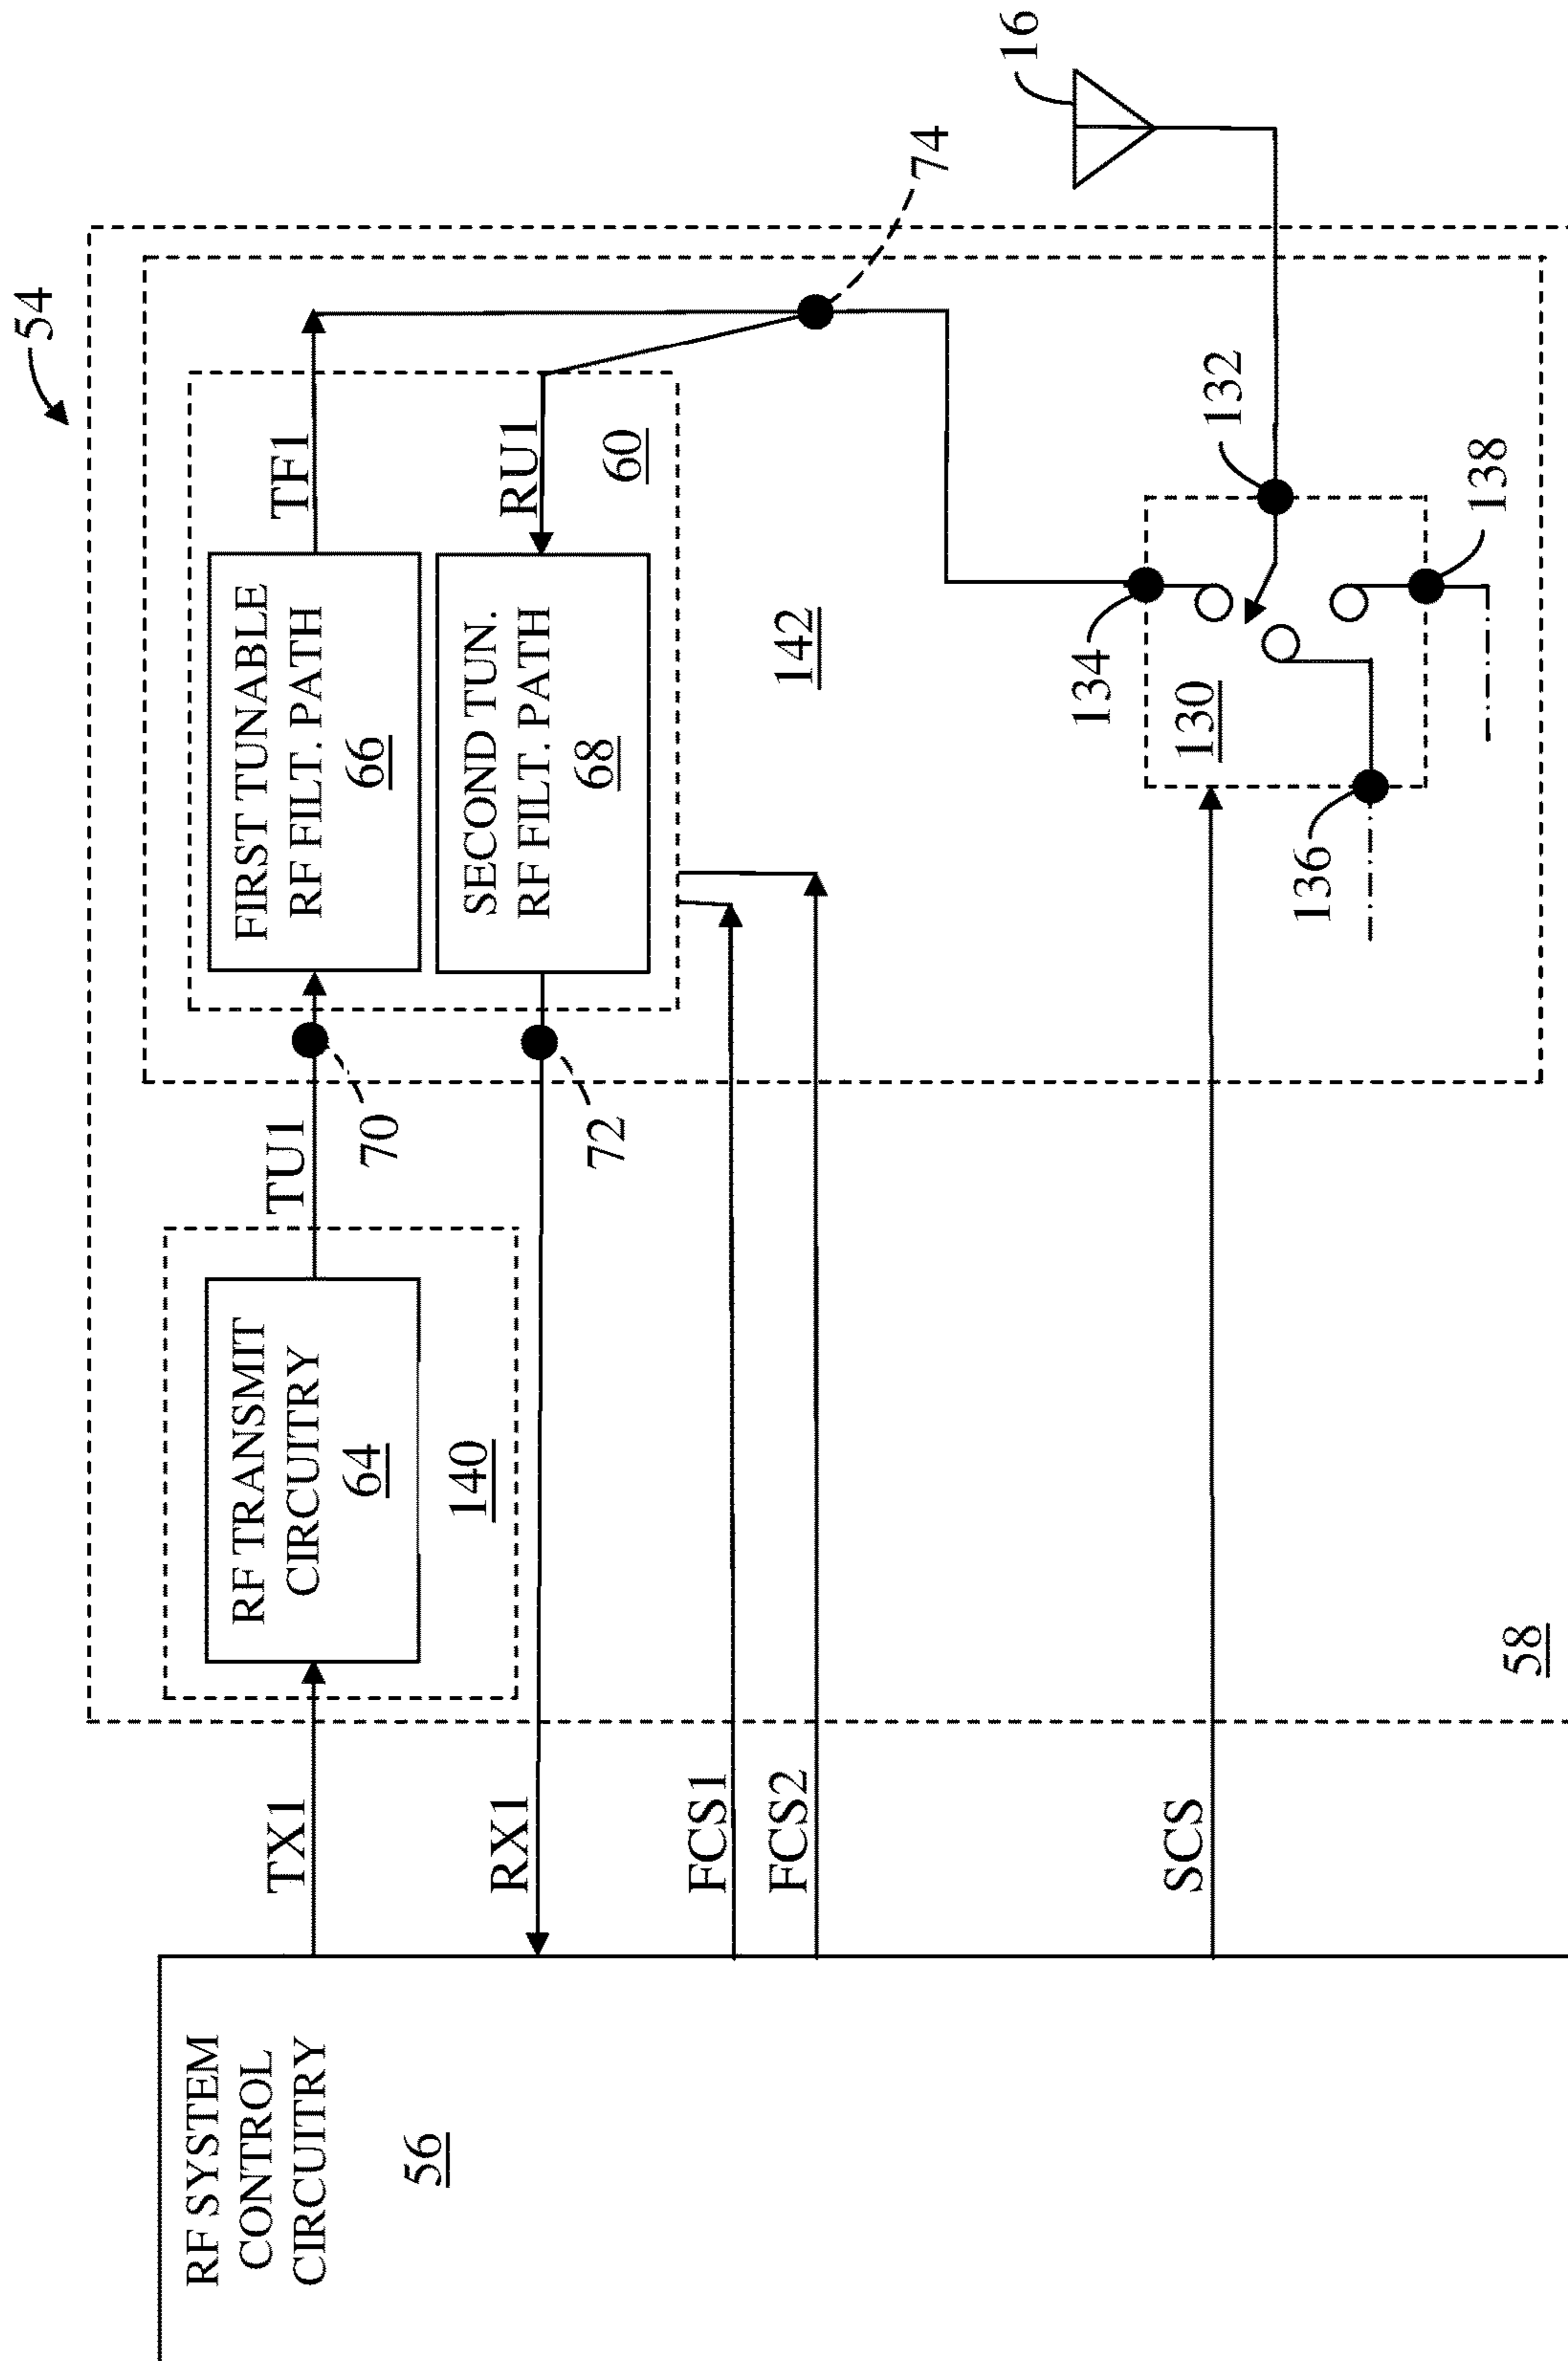 54
RF SYSTEM
CONTROL
CIRCUITRY
56
TX1
RX1
FCS1
FCS2
SCS
RF TRANSMIT
CIRCUITRY
64
140
58
TU1
70
72
FIRST TUNABLE
RF FILT. PATH
66
SECOND TUN.
RF FILT. PATH
68
TF1
RU1
60
142
74
16
134
130
136
132
138